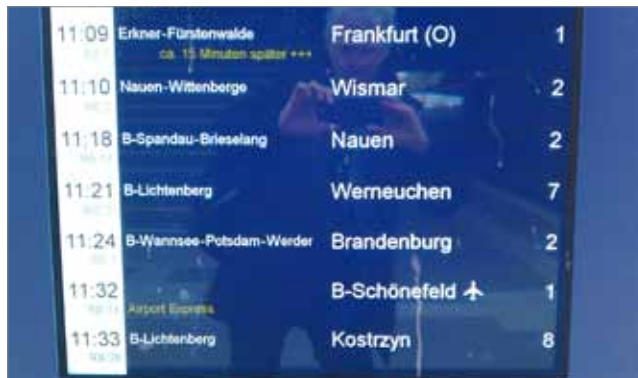 11:09 Erkner-Fürstenwalde Frankfurt (O) 1
ca. 15 Minuten später +++
11:10 Nauen-Wittenberge Wismar 2
11:18 B-Spandau-Brieselang Nauen 2
11:21 B-Lichtenberg Werneuchen 7
11:24 B-Wannsee-Potsdam-Werder Brandenburg 2
11:32 B-Schönefeld 1
Airport Express
11:33 B-Lichtenberg Kostrzyn 8